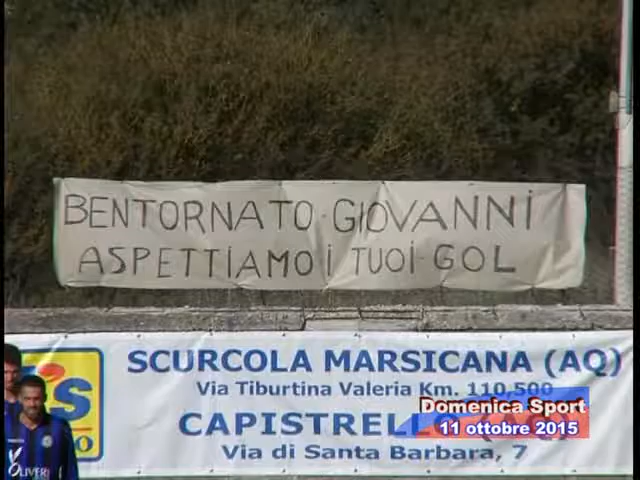 BENTORNATO GIOVANNI
ASPETTIAMO I TUOI GOL
SCURCOLA MARSICANA (AQ)
Via Tiburtina Valeria Km. 110,500
CAPISTRELLO
Via di Santa Barbara, 7
Domenica Sport
11 ottobre 2015
OLIVERI